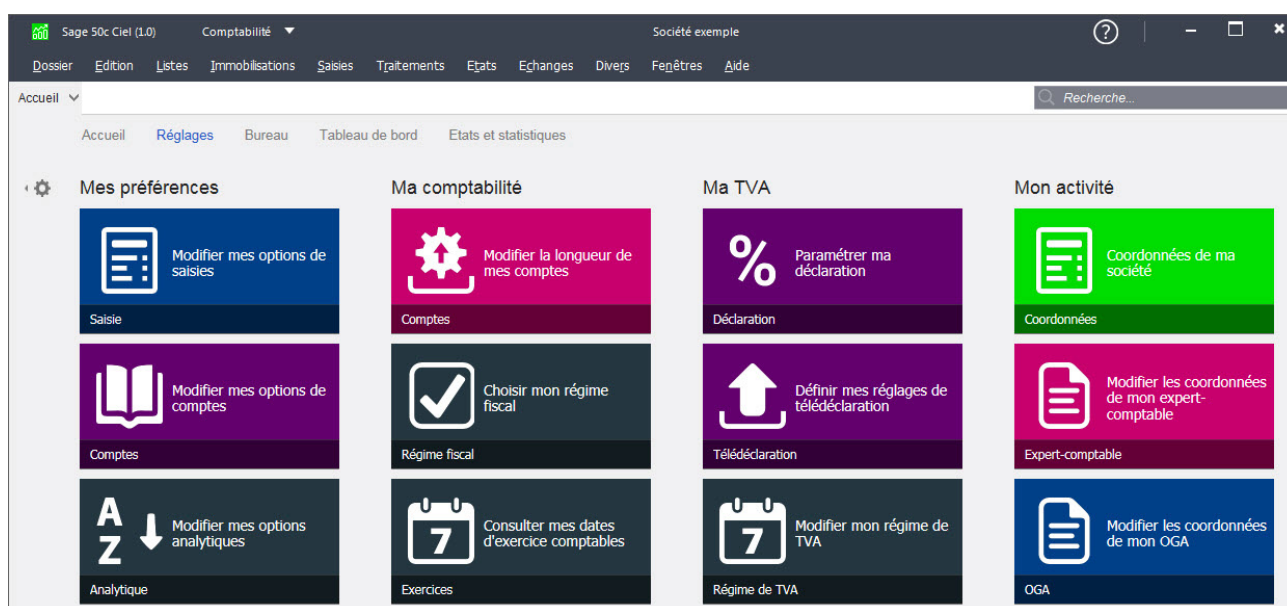 Sage 50c Ciel (1.0) Comptabilité Société exemple
Dossier Edition Listes Immobilisations Saisies Traitements Etats Echanges Divers Fenêtres Aide
Accueil Recherche...
Accueil Réglages Bureau Tableau de bord Etats et statistiques
Mes préférences
Modifier mes options de
saisies
Saisie
Modifier mes options de
comptes
Comptes
A
Z
Modifier mes options
analytiques
Analytique
Ma comptabilité
Modifier la longueur de
mes comptes
Comptes
Choisir mon régime
fiscal
Régime fiscal
7
Consulter mes dates
d'exercice comptables
Exercices
Ma TVA
%
Paramétrer ma
déclaration
Déclaration
Définir mes réglages de
télédéclaration
Télédéclaration
7
Modifier mon régime de
TVA
Régime de TVA
Mon activité
Coordonnées de ma
société
Coordonnées
Modifier les coordonnées
de mon expert-
comptable
Expert-comptable
Modifier les coordonnées
de mon OGA
OGA